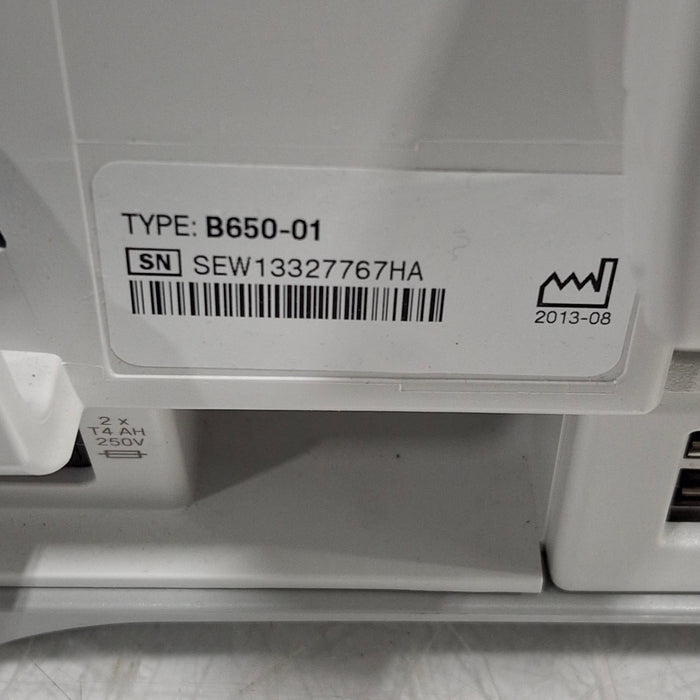 TYPE: B650-01
SN SEW13327767HA
2013-08
2 x
T4 AH
250V